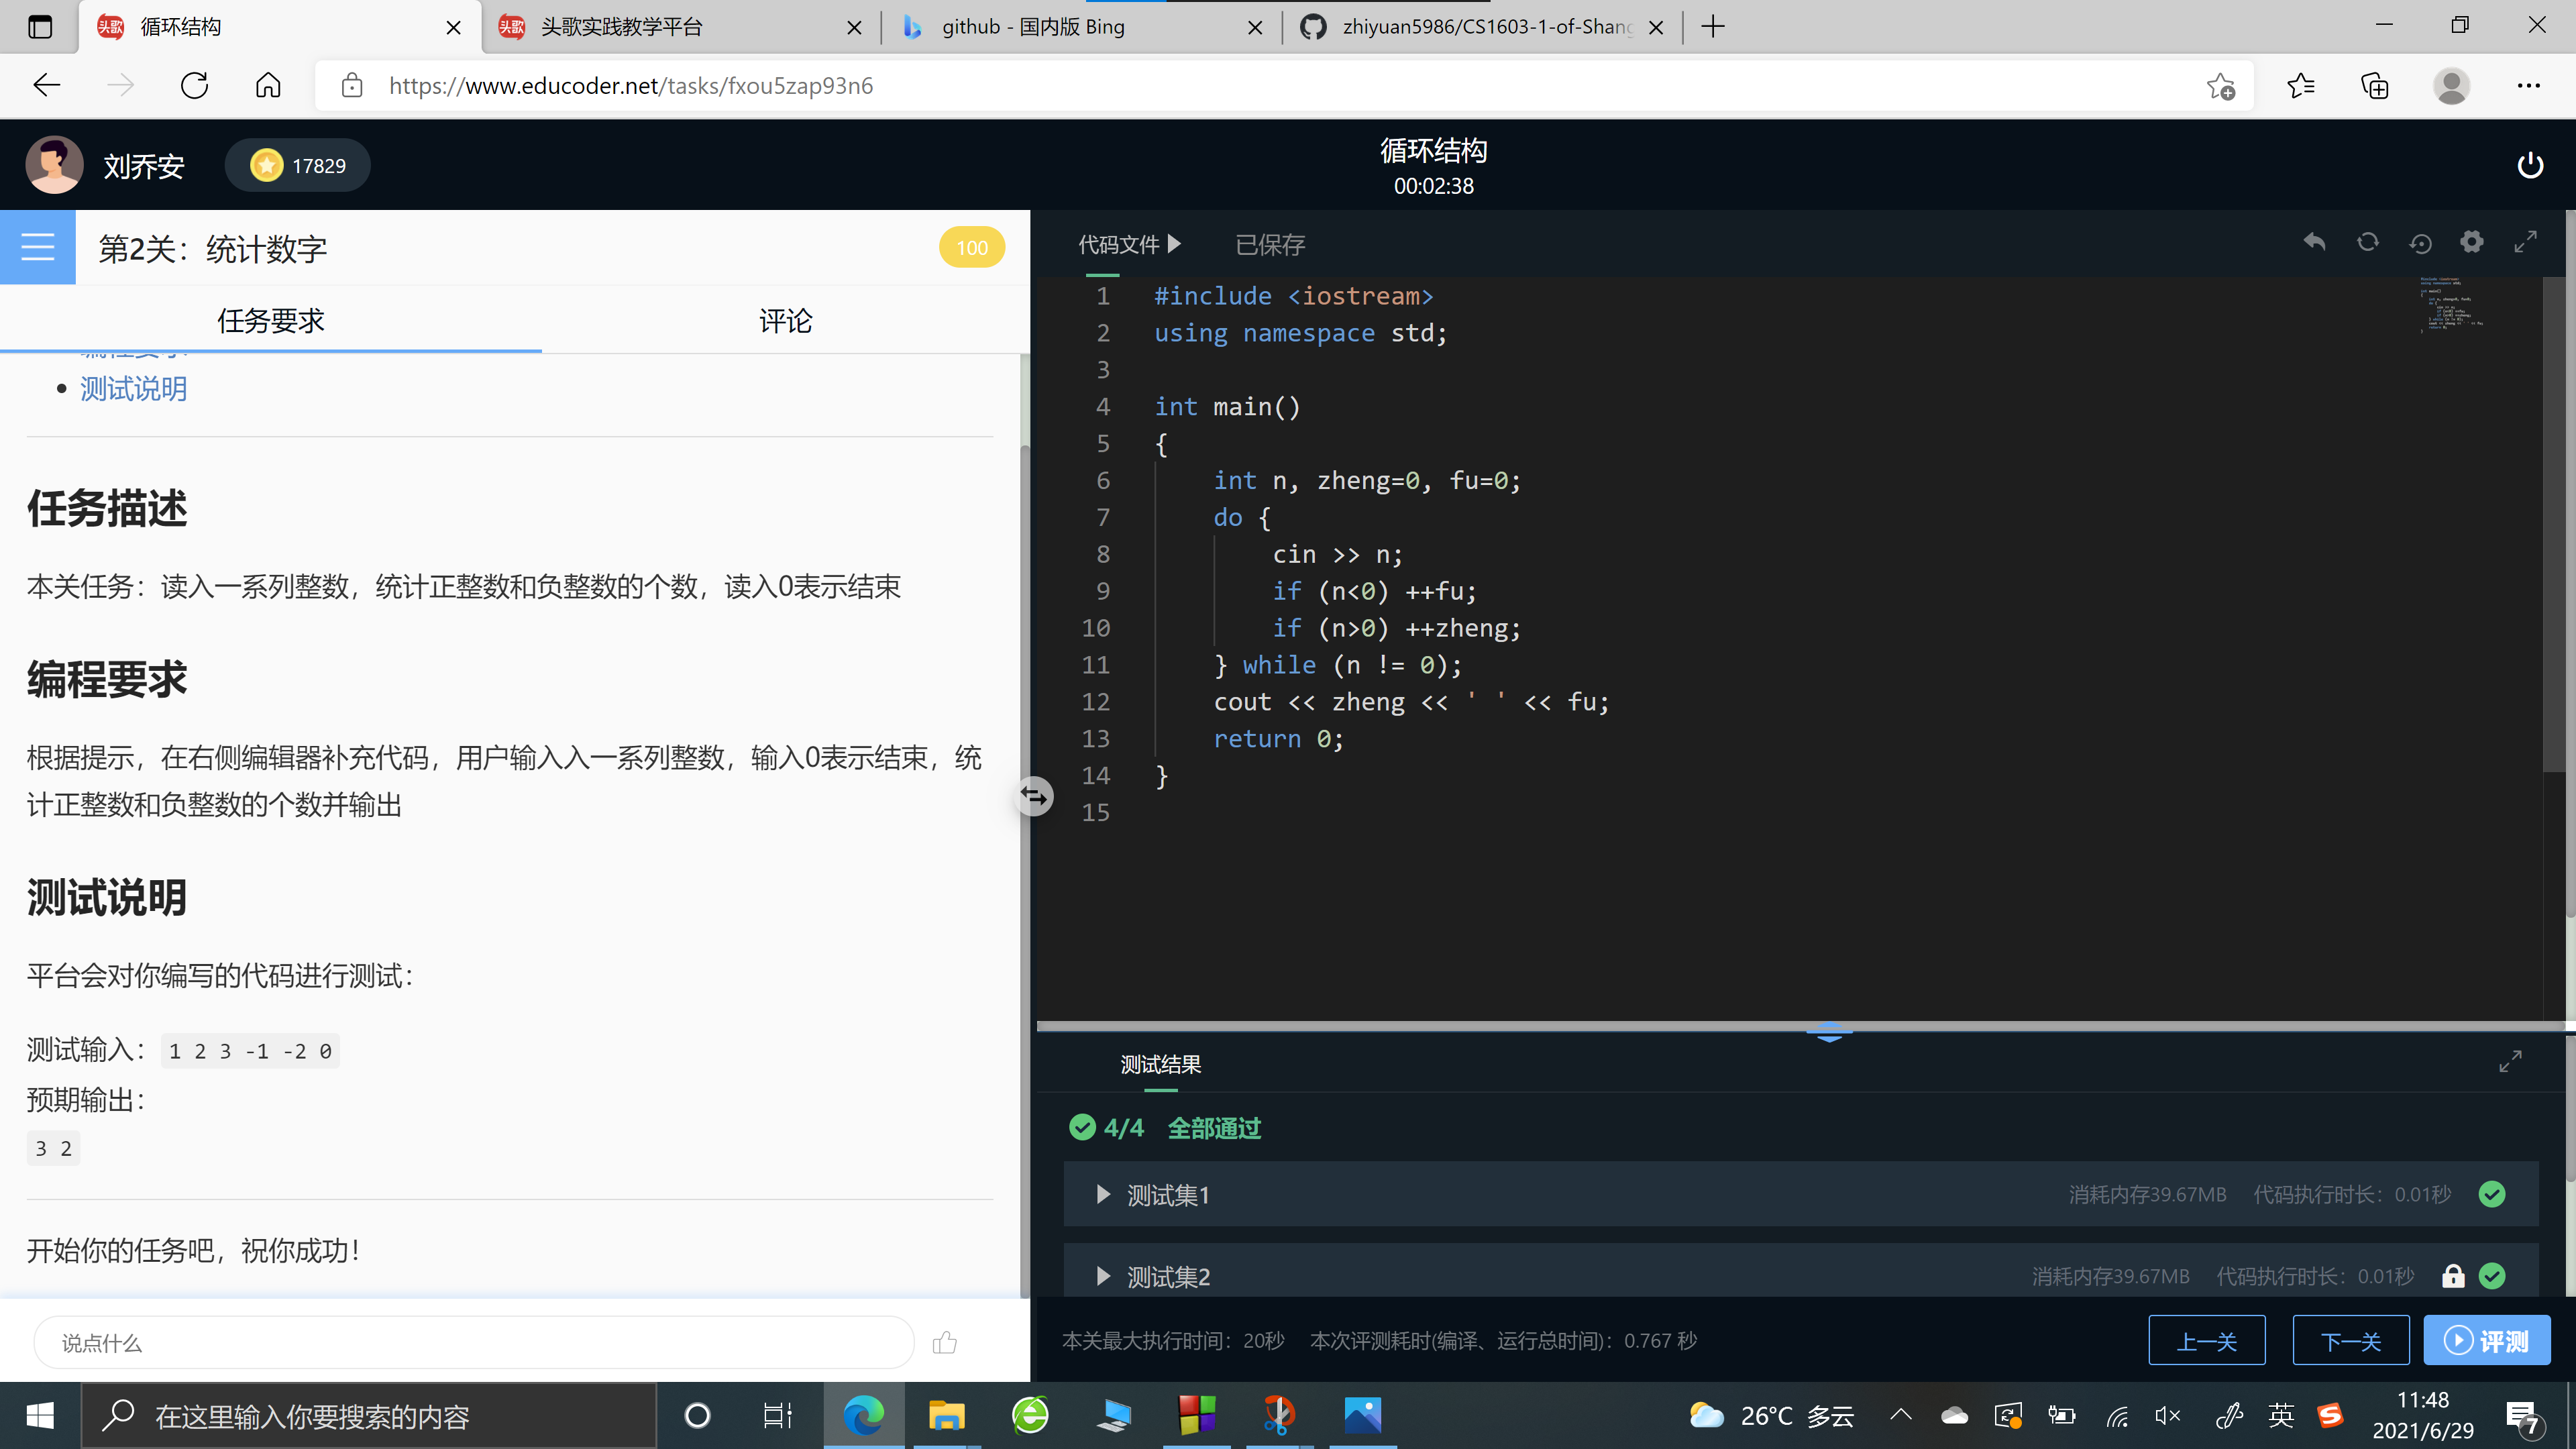 循环结构
头歌实践教学平台
github - 国内版 Bing
zhiyuan5986/CS1603-1-of-Shang
https://www.educoder.net/tasks/fxou5zap93n6
刘乔安
17829
循环结构
00:02:38
第2关：统计数字
100
任务要求
评论
测试说明
任务描述
本关任务：读入一系列整数，统计正整数和负整数的个数，读入0表示结束
编程要求
根据提示，在右侧编辑器补充代码，用户输入入一系列整数，输入0表示结束，统
计正整数和负整数的个数并输出
测试说明
平台会对你编写的代码进行测试：
测试输入： 1 2 3 -1 -2 0
预期输出：
3 2
开始你的任务吧，祝你成功！
说点什么
代码文件
已保存
1 #include <iostream>
2 using namespace std;
3
4 int main()
5 {
6 int n, zheng=0, fu=0;
7 do {
8 cin >> n;
9 if (n<0) ++fu;
10 if (n>0) ++zheng;
11 } while (n != 0);
12 cout << zheng << ' ' << fu;
13 return 0;
14 }
15
测试结果
4/4 全部通过
测试集1 消耗内存39.67MB 代码执行时长：0.01秒
测试集2 消耗内存39.67MB 代码执行时长：0.01秒
本关最大执行时间：20秒 本次评测耗时(编译、运行总时间)：0.767 秒
上一关
下一关
评测
在这里输入你要搜索的内容
26°C 多云
英
11:48
2021/6/29
7